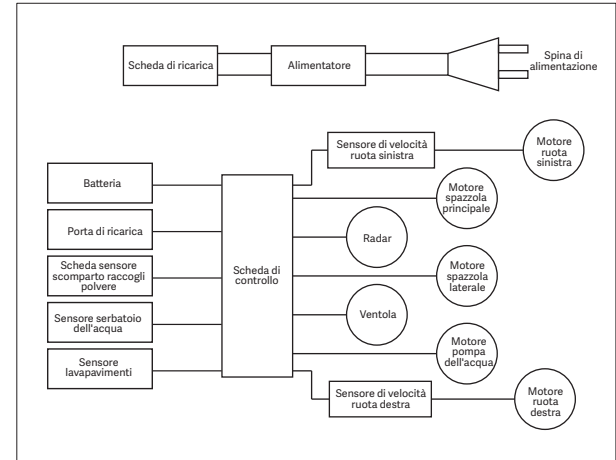 Scheda di ricarica
Alimentatore
Spina di
alimentazione
Sensore di velocità
ruota sinistra
Motore
ruota
sinistra
Batteria
Motore
spazzola
principale
Porta di ricarica
Radar
Scheda sensore
scomparto raccogli
polvere
Scheda di
controllo
Motore
spazzola
laterale
Sensore serbatoio
dell'acqua
Ventola
Sensore
lavapavimenti
Motore
pompa
dell'acqua
Sensore di velocità
ruota destra
Motore
ruota
destra